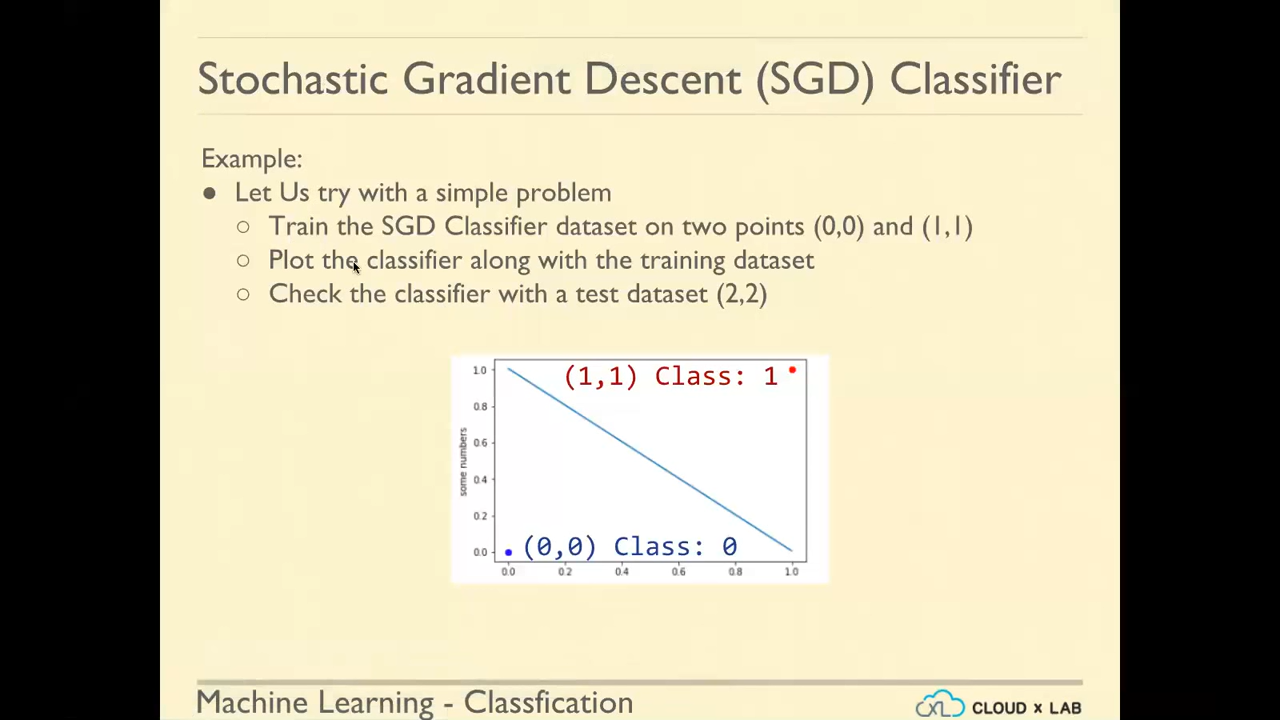 Stochastic Gradient Descent (SGD) Classifier
Example:
● Let Us try with a simple problem
○ Train the SGD Classifier dataset on two points (0,0) and (1,1)
○ Plot the classifier along with the training dataset
○ Check the classifier with a test dataset (2,2)
(1,1) Class: 1
1.0
0.8
0.6
0.4
0.2
0.0
some numbers
(0,0) Class: 0
0.0 0.2 0.4 0.6 0.8 1.0
Machine Learning - Classfication
CXL CLOUD x LAB